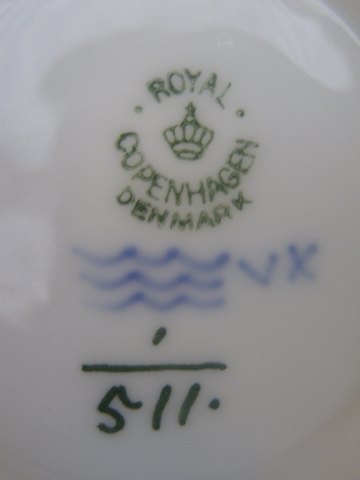 · ROYAL ·
COPENHAGEN
DENMARK
VX
1
511.